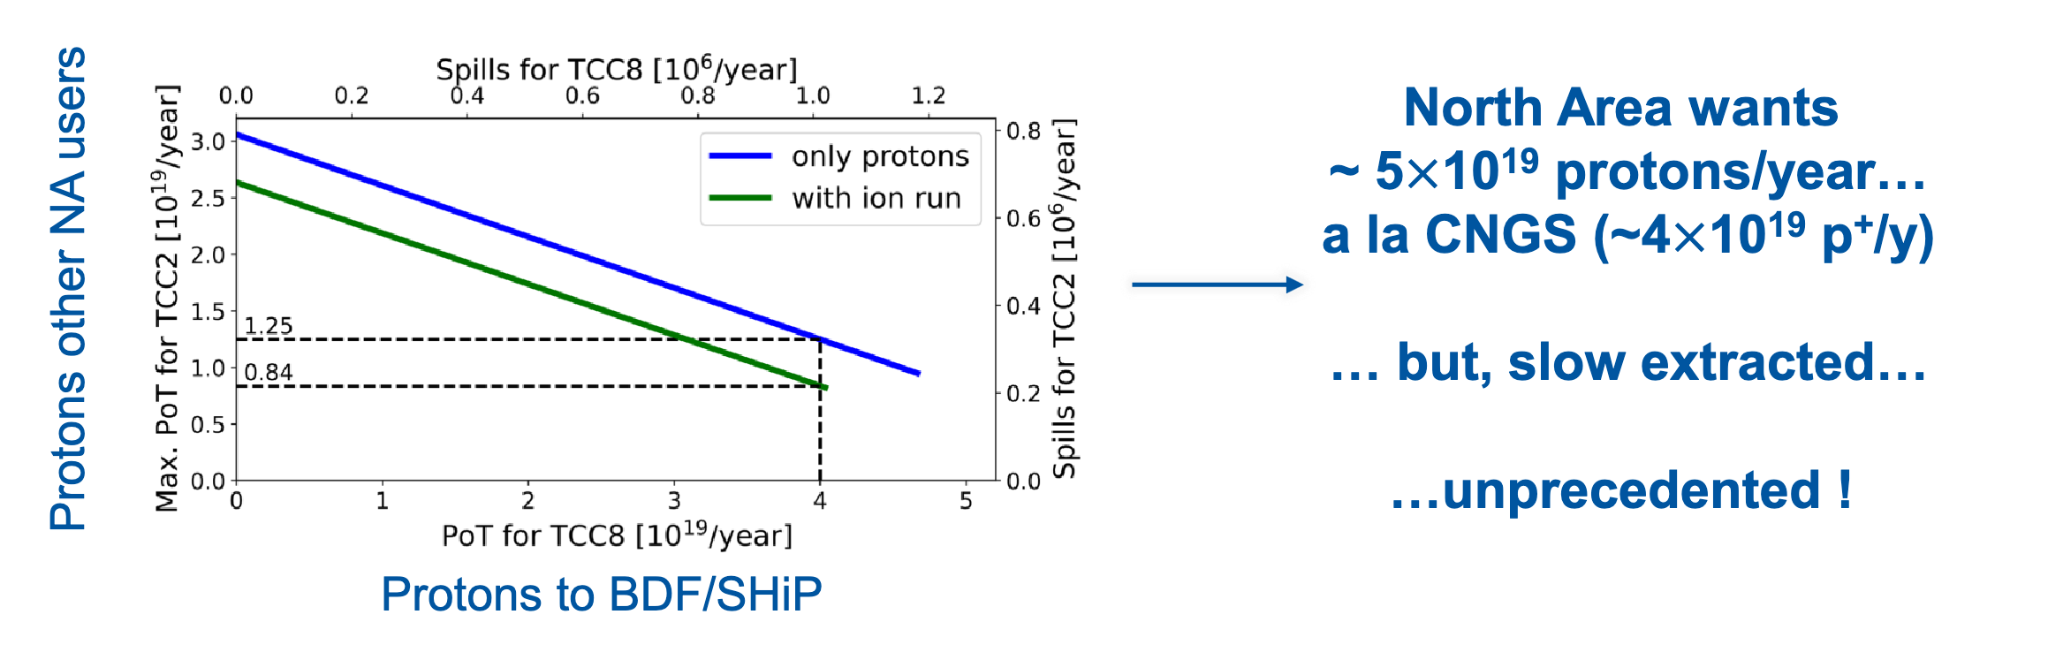 Protons other NA users
Spills for TCC8 [10⁶/year]
0.0 0.2 0.4 0.6 0.8 1.0 1.2
Max. PoT for TCC2 [10¹⁹/year]
3.0
2.5
2.0
1.5
1.0
0.5
0.0
only protons
with ion run
1.25
0.84
0.8
0.6
0.4
0.2
0.0
Spills for TCC2 [10⁶/year]
0 1 2 3 4 5
PoT for TCC8 [10¹⁹/year]
Protons to BDF/SHiP
North Area wants
~ 5×10¹⁹ protons/year…
a la CNGS (~4×10¹⁹ p⁺/y)
… but, slow extracted…
…unprecedented !